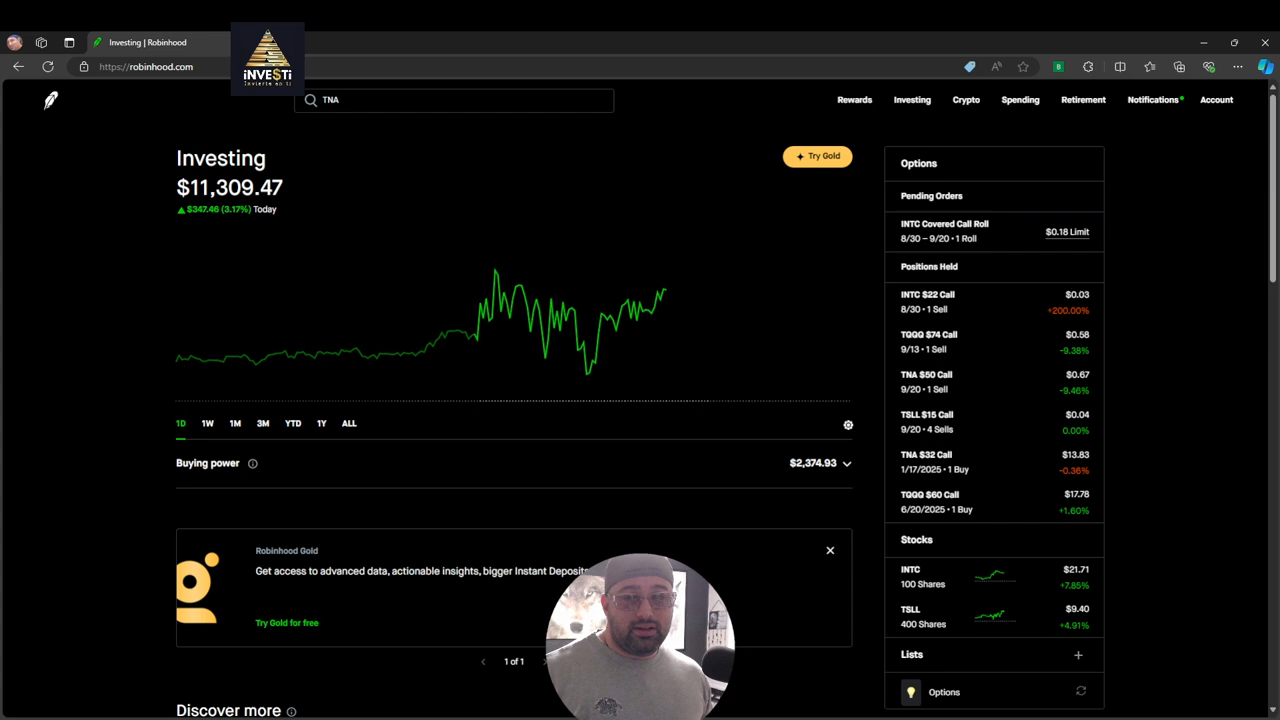 Investing | Robinhood
https://robinhood.com
INVE$Ti
Invierte en ti
TNA
Rewards
Investing
Crypto
Spending
Retirement
Notifications
Account
Investing
$11,309.47
$347.46 (3.17%) Today
Try Gold
1D
1W
1M
3M
YTD
1Y
ALL
Buying power
$2,374.93
Robinhood Gold
Get access to advanced data, actionable insights, bigger Instant Deposits
Try Gold for free
1 of 1
Discover more
Options
Pending Orders
INTC Covered Call Roll
8/30 – 9/20 • 1 Roll
$0.18 Limit
Positions Held
INTC $22 Call
$0.03
8/30 • 1 Sell
+200.00%
TQQQ $74 Call
$0.58
9/13 • 1 Sell
-9.38%
TNA $50 Call
$0.67
9/20 • 1 Sell
-9.46%
TSLL $15 Call
$0.04
9/20 • 4 Sells
0.00%
TNA $32 Call
$13.83
1/17/2025 • 1 Buy
-0.36%
TQQQ $60 Call
$17.78
6/20/2025 • 1 Buy
+1.60%
Stocks
INTC
$21.71
100 Shares
+7.85%
TSLL
$9.40
400 Shares
+4.91%
Lists
Options